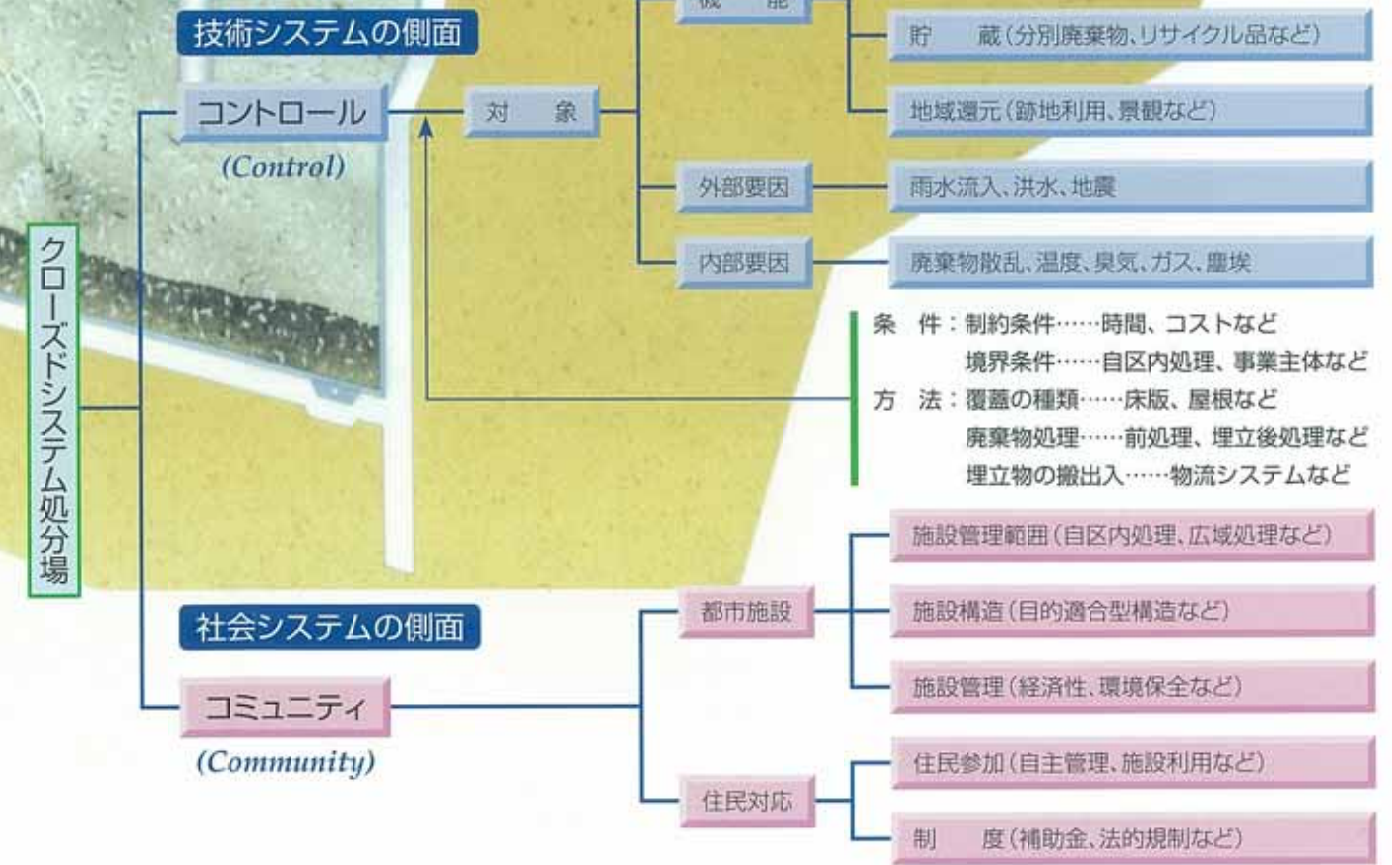 機 能
技術システムの側面
貯 蔵(分別廃棄物、リサイクル品など)
コントロール
対 象
地域還元(跡地利用、景観など)
(Control)
外部要因
雨水流入、洪水、地震
内部要因
廃棄物散乱、温度、臭気、ガス、塵埃
クローズドシステム処分場
条 件:制約条件……時間、コストなど
境界条件……自区内処理、事業主体など
方 法:覆蓋の種類……床版、屋根など
廃棄物処理……前処理、埋立後処理など
埋立物の搬出入……物流システムなど
社会システムの側面
コミュニティ
(Community)
都市施設
施設管理範囲(自区内処理、広域処理など)
施設構造(目的適合型構造など)
施設管理(経済性、環境保全など)
住民対応
住民参加(自主管理、施設利用など)
制 度(補助金、法的規制など)